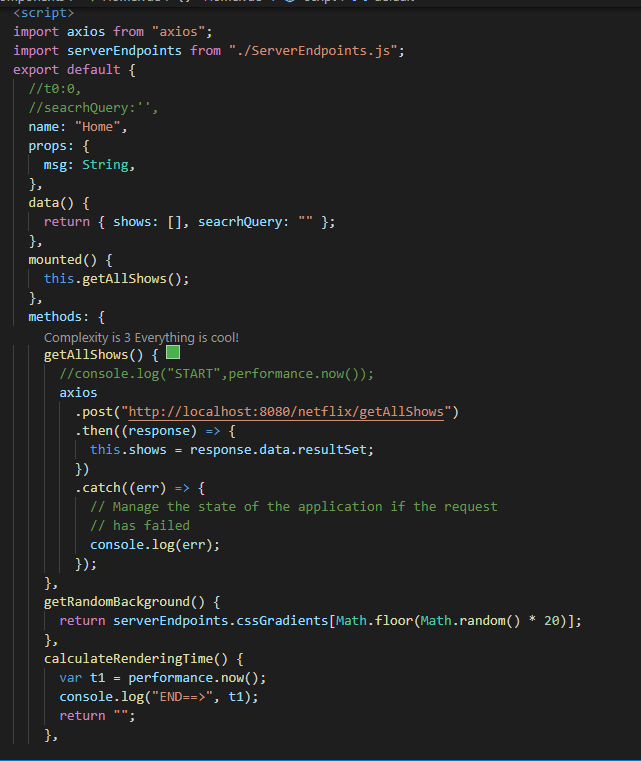 <script>
import axios from "axios";
import serverEndpoints from "./ServerEndpoints.js";
export default {
  //t0:0,
  //seacrhQuery:'',
  name: "Home",
  props: {
    msg: String,
  },
  data() {
    return { shows: [], seacrhQuery: "" };
  },
  mounted() {
    this.getAllShows();
  },
  methods: {
    Complexity is 3 Everything is cool!
    getAllShows() {
      //console.log("START",performance.now());
      axios
        .post("http://localhost:8080/netflix/getAllShows")
        .then((response) => {
          this.shows = response.data.resultSet;
        })
        .catch((err) => {
          // Manage the state of the application if the request
          // has failed
          console.log(err);
        });
    },
    getRandomBackground() {
      return serverEndpoints.cssGradients[Math.floor(Math.random() * 20)];
    },
    calculateRenderingTime() {
      var t1 = performance.now();
      console.log("END==>", t1);
      return "";
    },